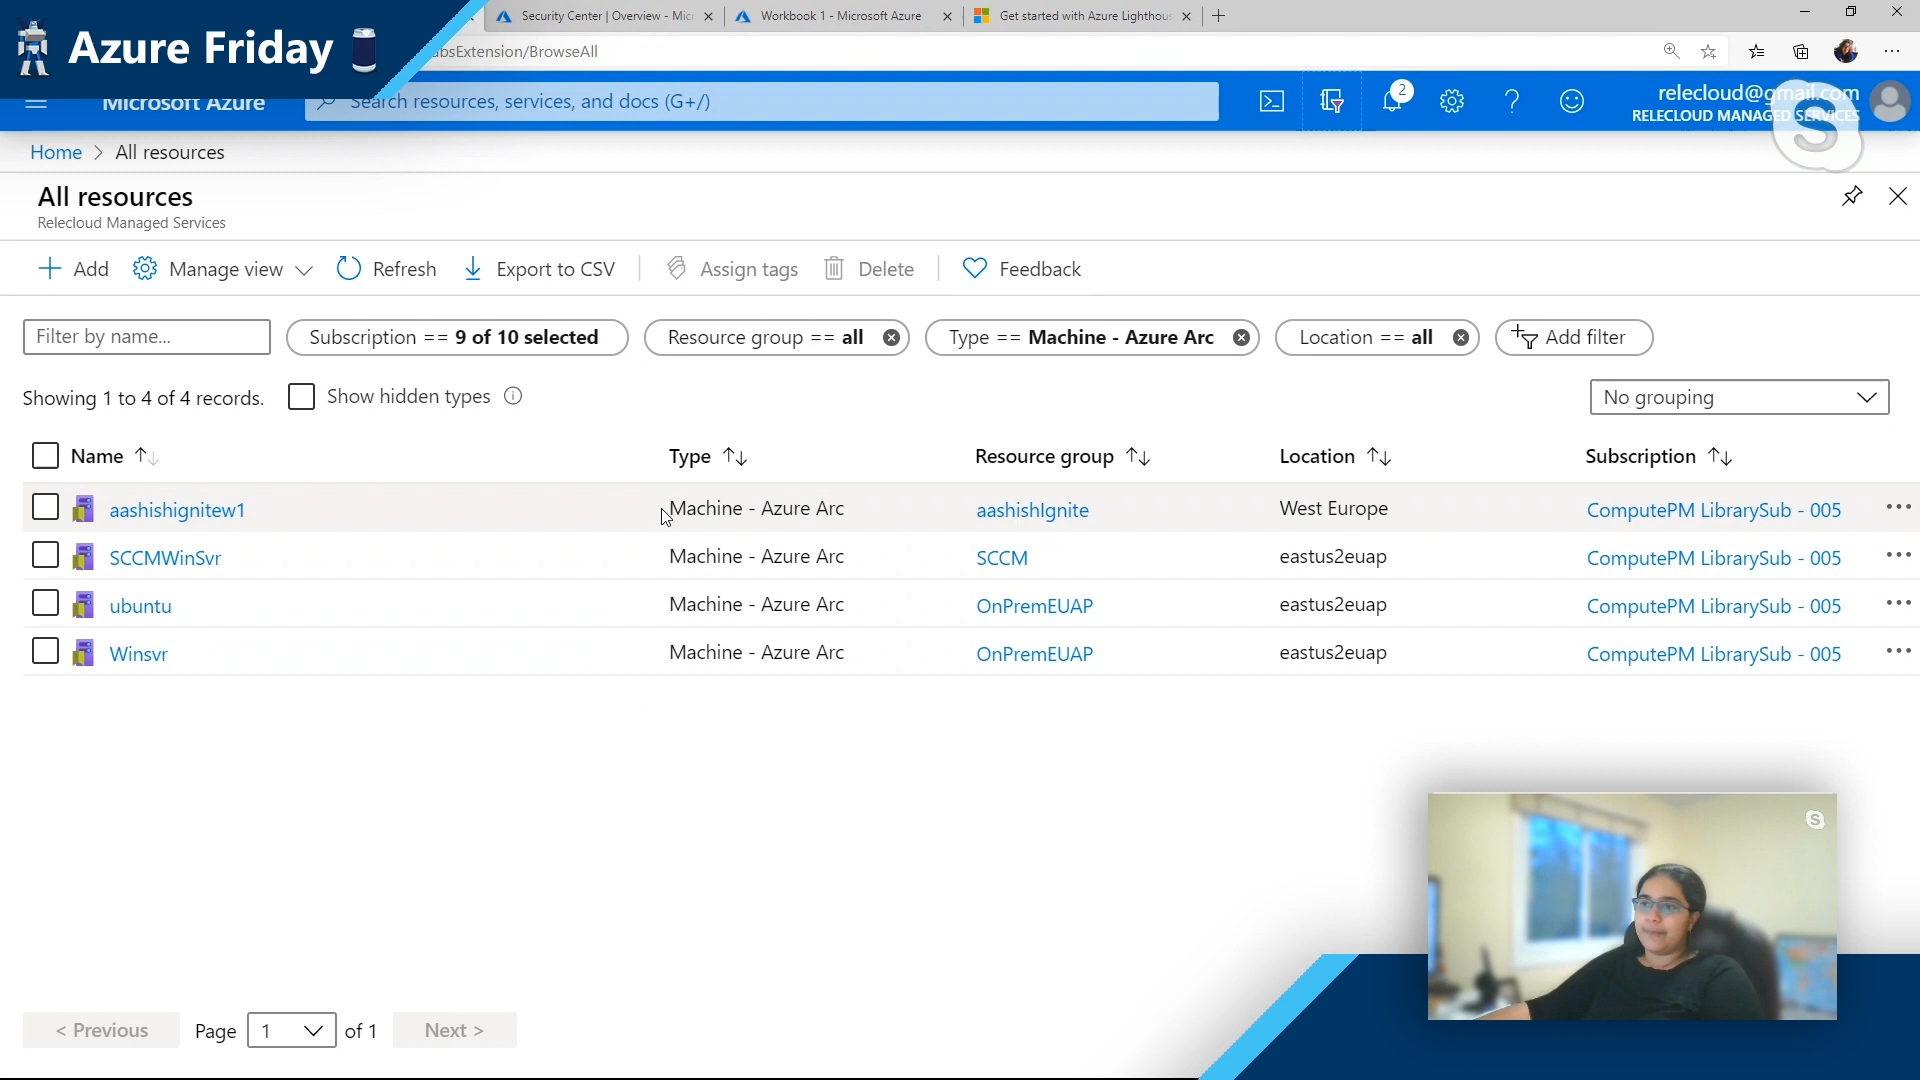 Azure Friday
Security Center | Overview - Mic
Workbook 1 - Microsoft Azure
Get started with Azure Lighthou
absExtension/BrowseAll
Microsoft Azure
Search resources, services, and docs (G+/)
2
relecloud@gmail.com
RELECLOUD MANAGED SERVICES
Home > All resources
All resources
Relecloud Managed Services
Add
Manage view
Refresh
Export to CSV
Assign tags
Delete
Feedback
Filter by name...
Subscription == 9 of 10 selected
Resource group == all
Type == Machine - Azure Arc
Location == all
Add filter
Showing 1 to 4 of 4 records.
Show hidden types
No grouping
Name Type Resource group Location Subscription
aashishignitew1 Machine - Azure Arc aashishIgnite West Europe ComputePM LibrarySub - 005
SCCMWinSvr Machine - Azure Arc SCCM eastus2euap ComputePM LibrarySub - 005
ubuntu Machine - Azure Arc OnPremEUAP eastus2euap ComputePM LibrarySub - 005
Winsvr Machine - Azure Arc OnPremEUAP eastus2euap ComputePM LibrarySub - 005
< Previous Page 1 of 1 Next >